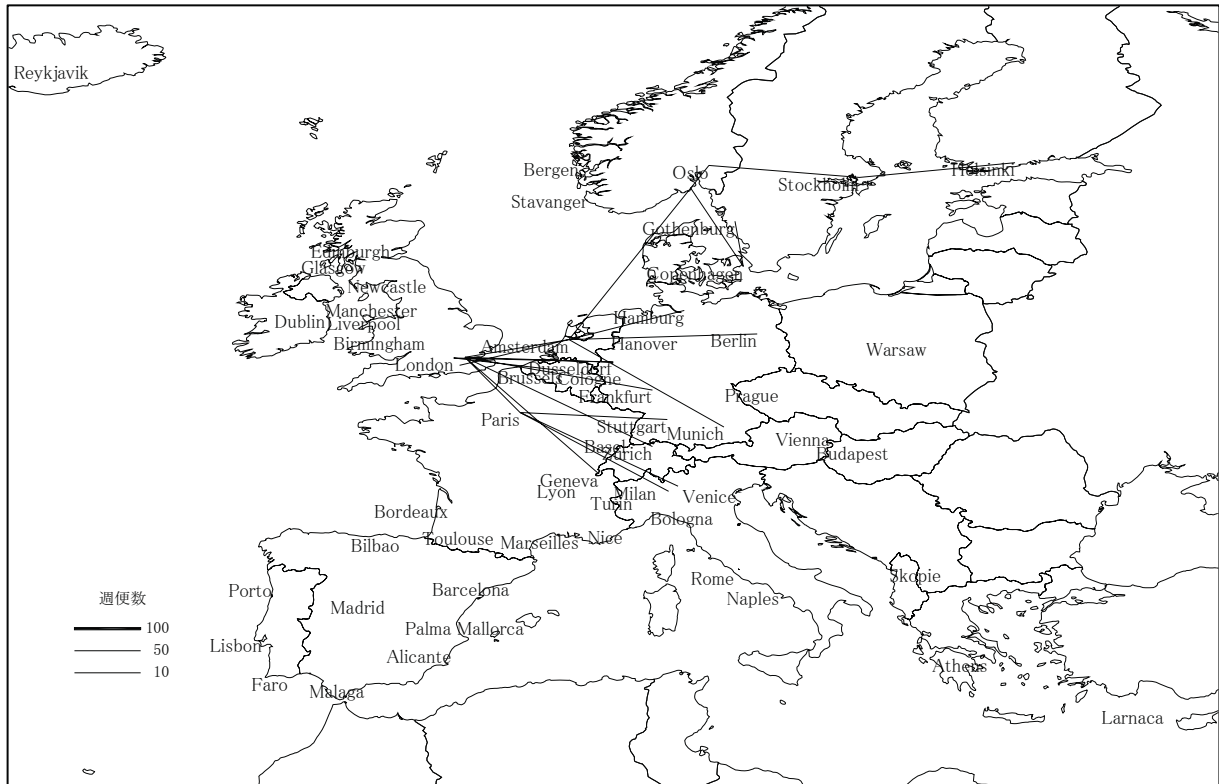 Reykjavik
Bergen
Oslo
Helsinki
Stockholm
Stavanger
Gothenburg
Edinburgh
Glasgow
Copenhagen
Newcastle
Manchester
Dublin
Liverpool
Hamburg
Birmingham
Amsterdam
Hanover
Berlin
Warsaw
London
Düsseldorf
Brussels
Cologne
Frankfurt
Prague
Paris
Stuttgart
Munich
Vienna
Basel
Zurich
Budapest
Geneva
Lyon
Milan
Venice
Turin
Bordeaux
Bologna
Bilbao
Toulouse
Marseilles
Nice
Porto
Barcelona
Rome
Skopie
Naples
週便数
Madrid
100
Palma Mallorca
Lisbon
50
Alicante
10
Athens
Faro
Malaga
Larnaca